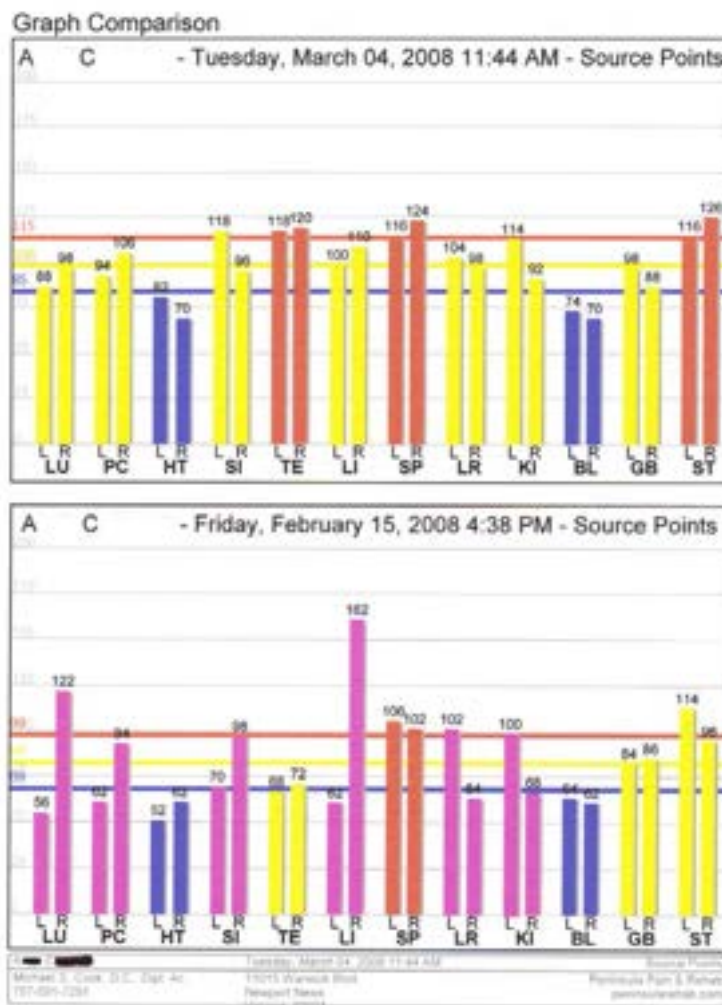 Graph Comparison
A C - Tuesday, March 04, 2008 11:44 AM - Source Points
115
85
88 98 94 106 82 70 118 96 118 120 100 110 116 124 104 98 114 92 74 70 98 88 116 126
L R L R L R L R L R L R L R L R L R L R L R L R
LU PC HT SI TE LI SP LR KI BL GB ST
A C - Friday, February 15, 2008 4:38 PM - Source Points
56 122 62 94 52 62 70 98 68 72 62 162 106 102 102 64 100 68 64 62 84 86 114 96
L R L R L R L R L R L R L R L R L R L R L R L R
LU PC HT SI TE LI SP LR KI BL GB ST
Tuesday, March 04, 2008 11:44 AM Source Points
Michael S. Cook, D.C., Dipl. Ac.
Newport News